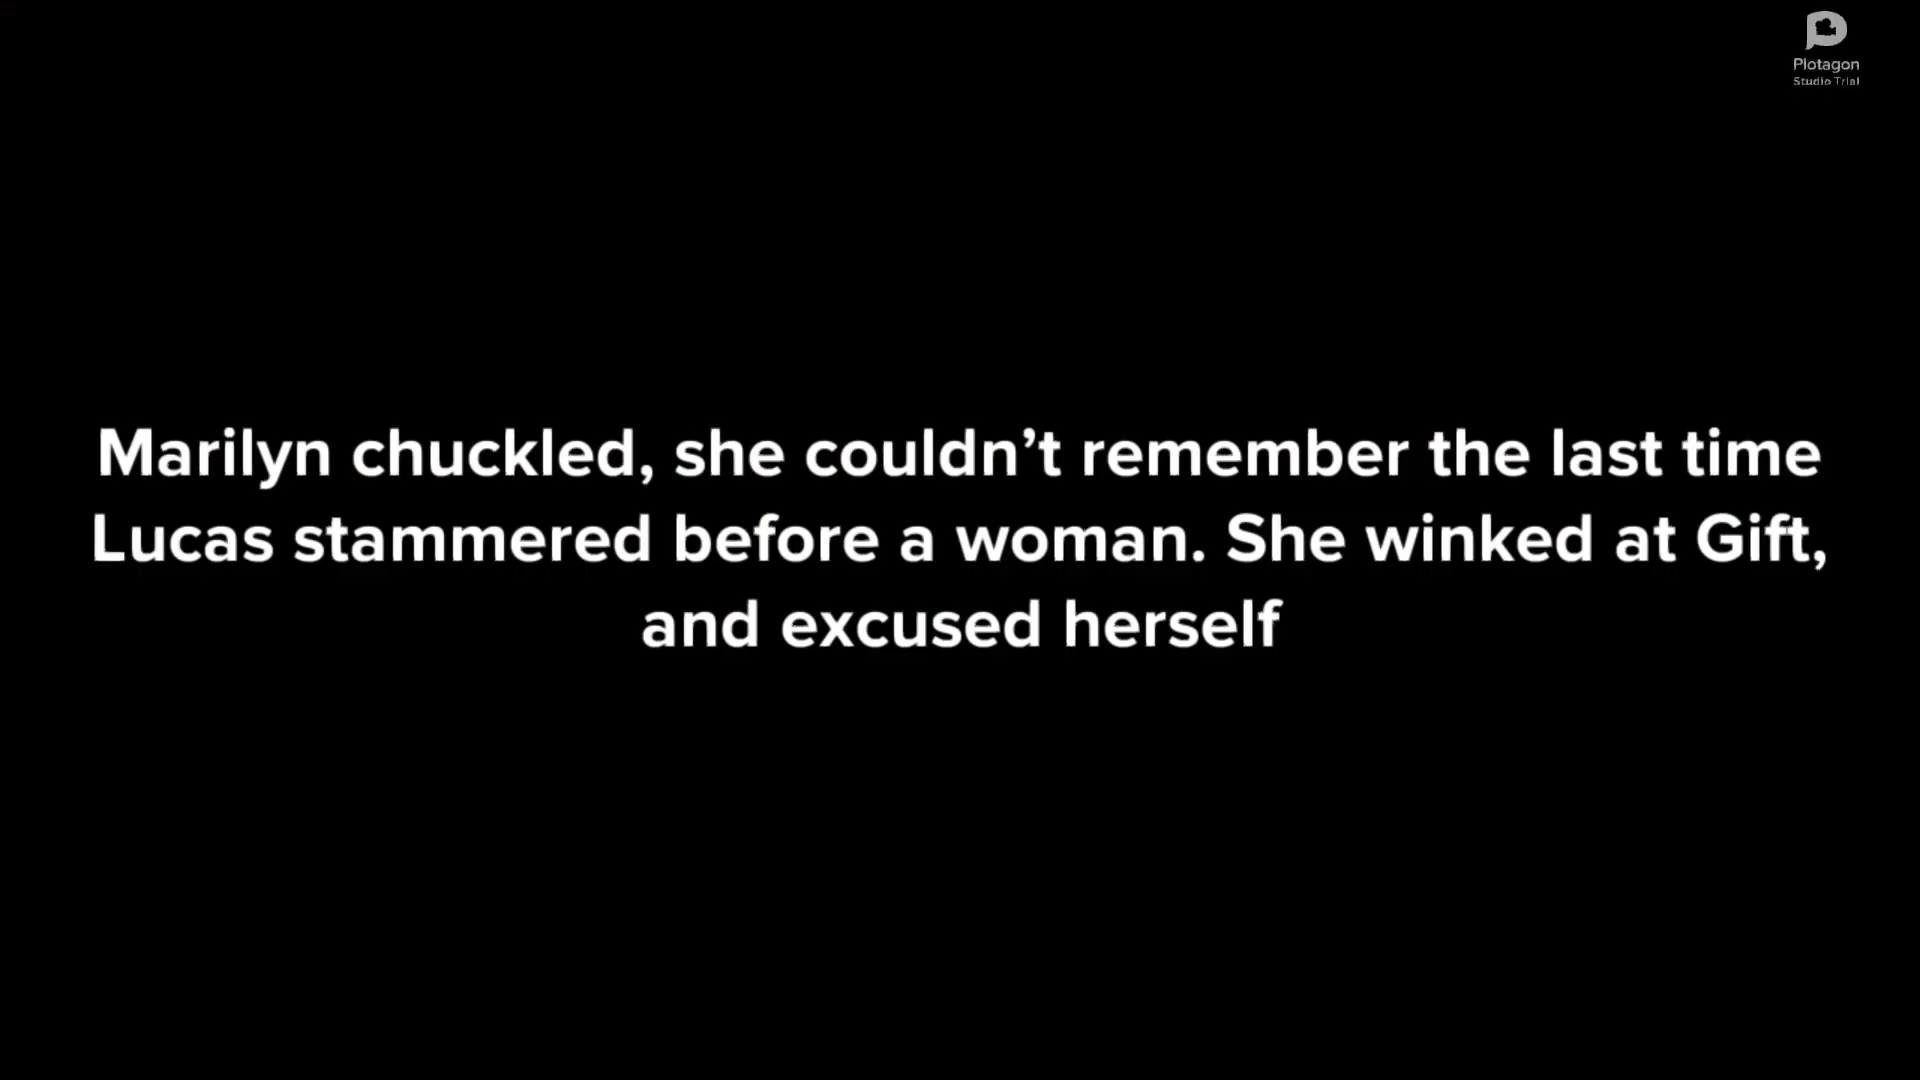 Plotagon
Studio Trial
Marilyn chuckled, she couldn’t remember the last time
Lucas stammered before a woman. She winked at Gift,
and excused herself